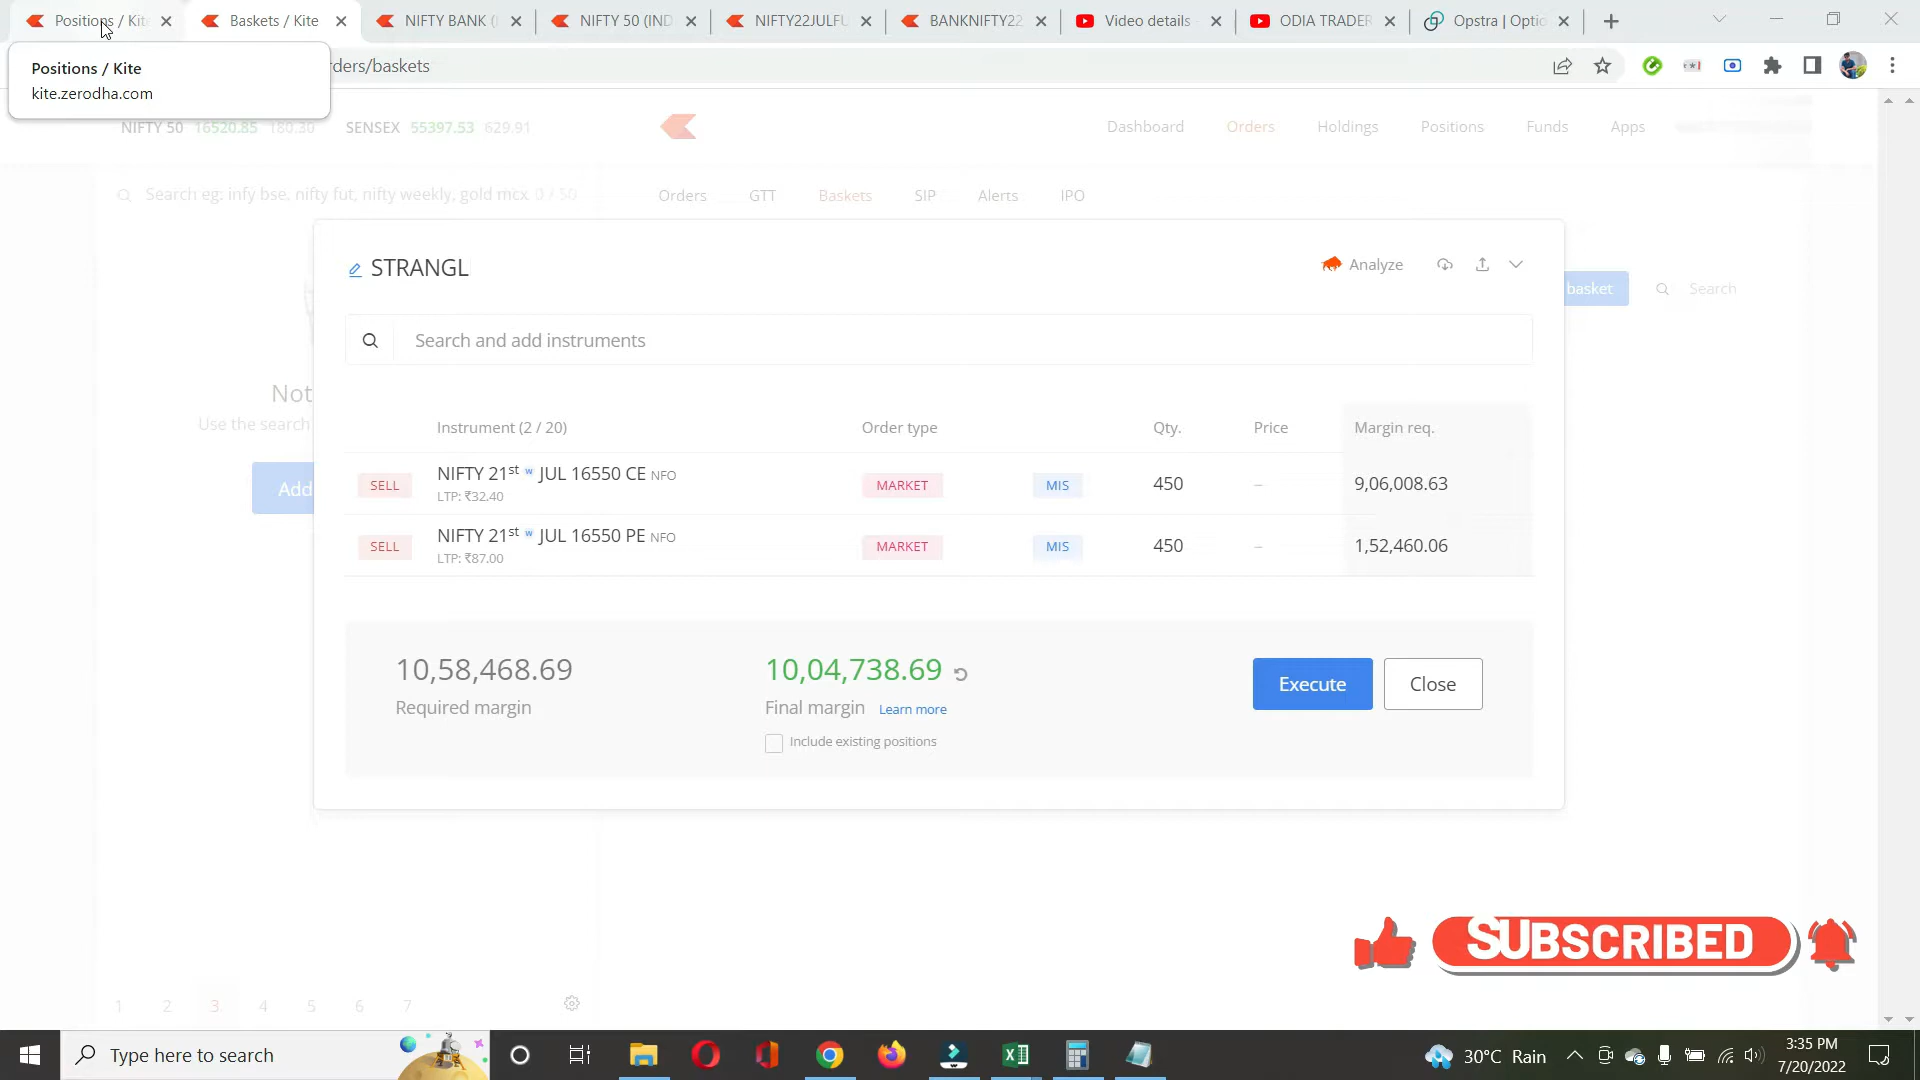 Positions / Kite
Baskets / Kite
NIFTY BANK (I
NIFTY 50 (IND
NIFTY22JULFU
BANKNIFTY22
Video details
ODIA TRADER
Opstra | Optio
Positions / Kite
kite.zerodha.com
rders/baskets
NIFTY 50 16520.85 180.30 SENSEX 55397.53 629.91
Dashboard Orders Holdings Positions Funds Apps
Search eg: infy bse, nifty fut, nifty weekly, gold mcx 0 / 50
Orders GTT Baskets SIP Alerts IPO
STRANGL
Analyze
basket
Search
Search and add instruments
Not
Use the search
Add
Instrument (2 / 20) Order type Qty. Price Margin req.
SELL NIFTY 21st w JUL 16550 CE NFO MARKET MIS 450 – 9,06,008.63
LTP: ₹32.40
SELL NIFTY 21st w JUL 16550 PE NFO MARKET MIS 450 – 1,52,460.06
LTP: ₹87.00
10,58,468.69 10,04,738.69
Required margin Final margin Learn more
Include existing positions
Execute Close
SUBSCRIBED
1 2 3 4 5 6 7
Type here to search
30°C Rain
3:35 PM
7/20/2022